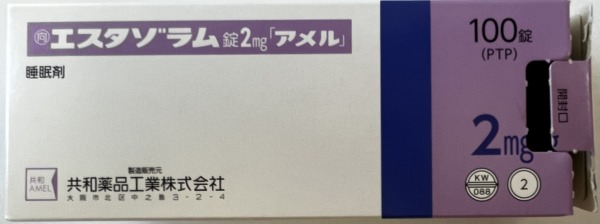 向 エスタゾラム錠2mg「アメル」
睡眠剤
共和
AMEL
製造販売元
共和薬品工業株式会社
大阪市北区中之島3-2-4
100錠
(PTP)
開封口
2mg
KW
088
2